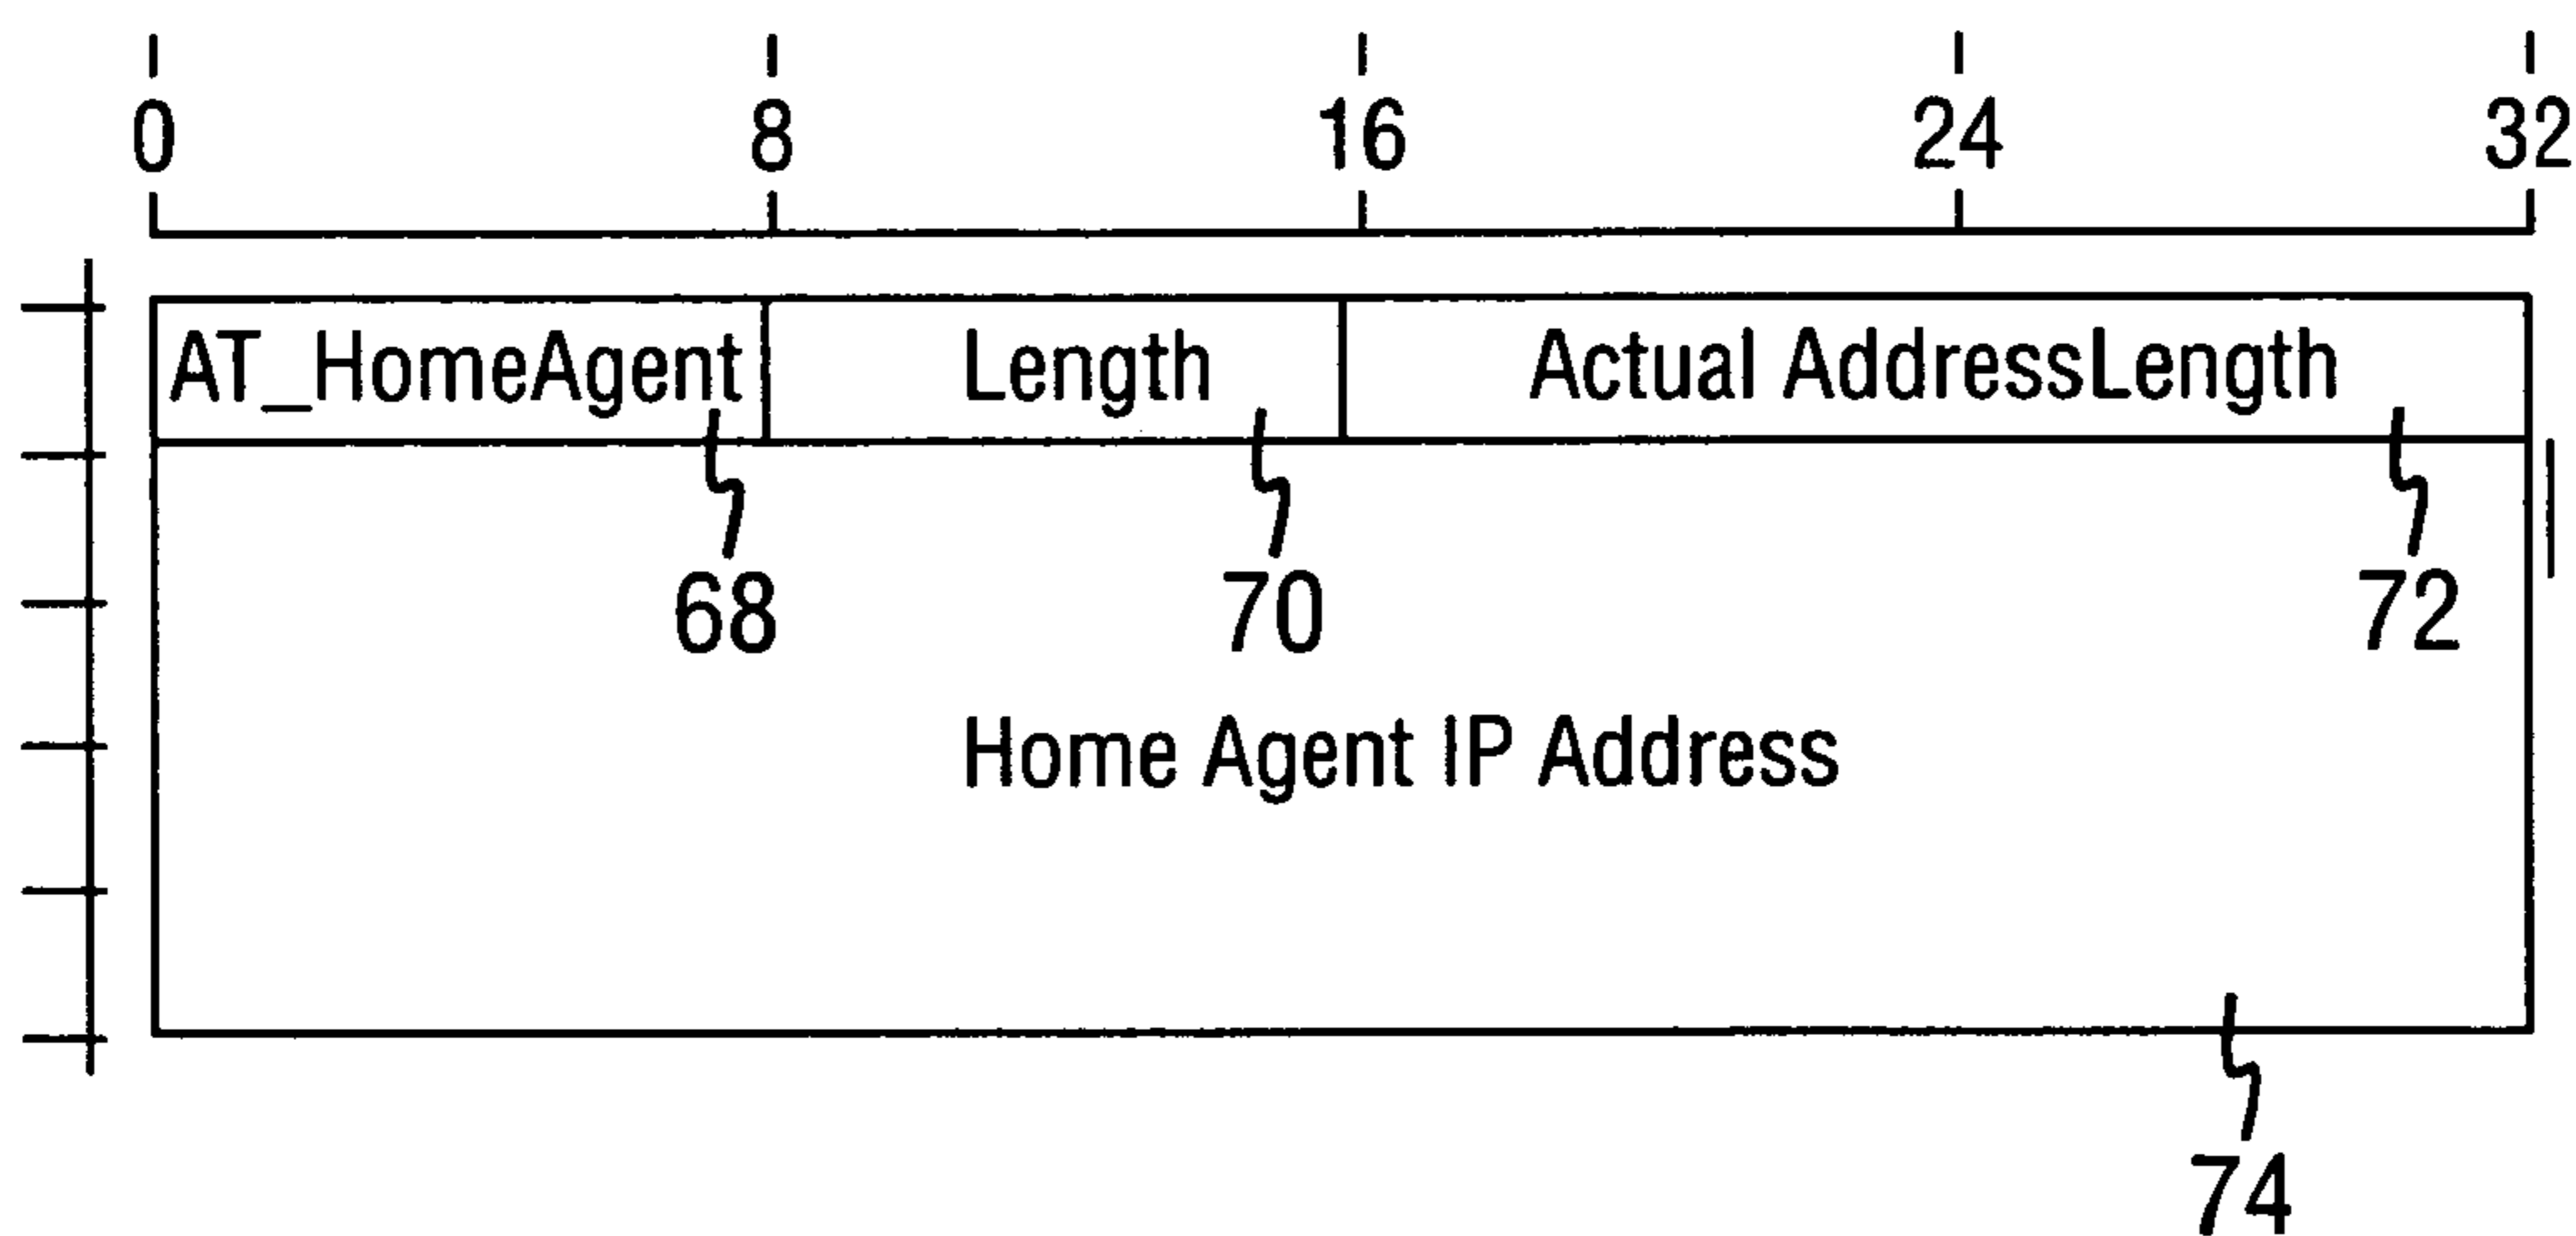 0 8 16 24 32
AT_HomeAgent Length Actual AddressLength
68 70 72
Home Agent IP Address
74